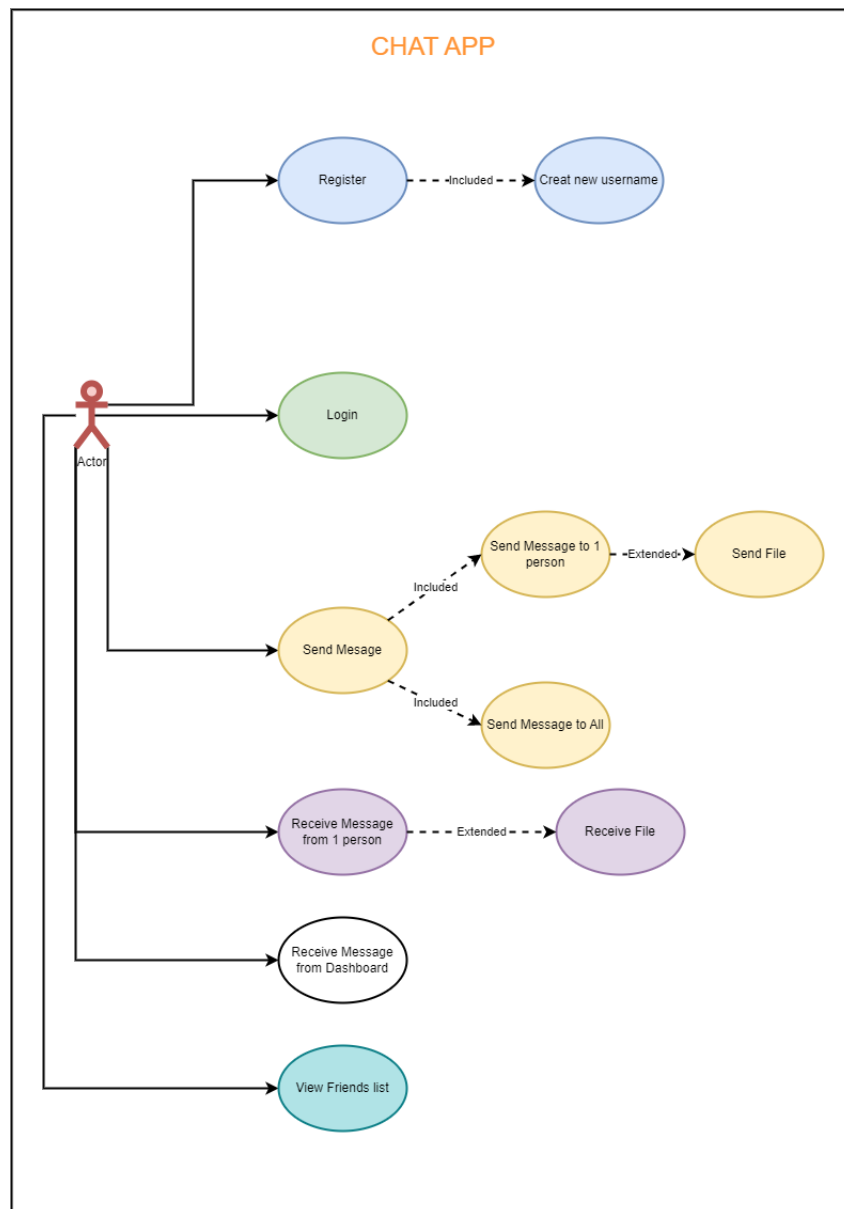 CHAT APP
Register
Included
Creat new username
Login
Actor
Send Message to 1
person
Extended
Send File
Included
Send Mesage
Included
Send Message to All
Receive Message
from 1 person
Extended
Receive File
Receive Message
from Dashboard
View Friends list